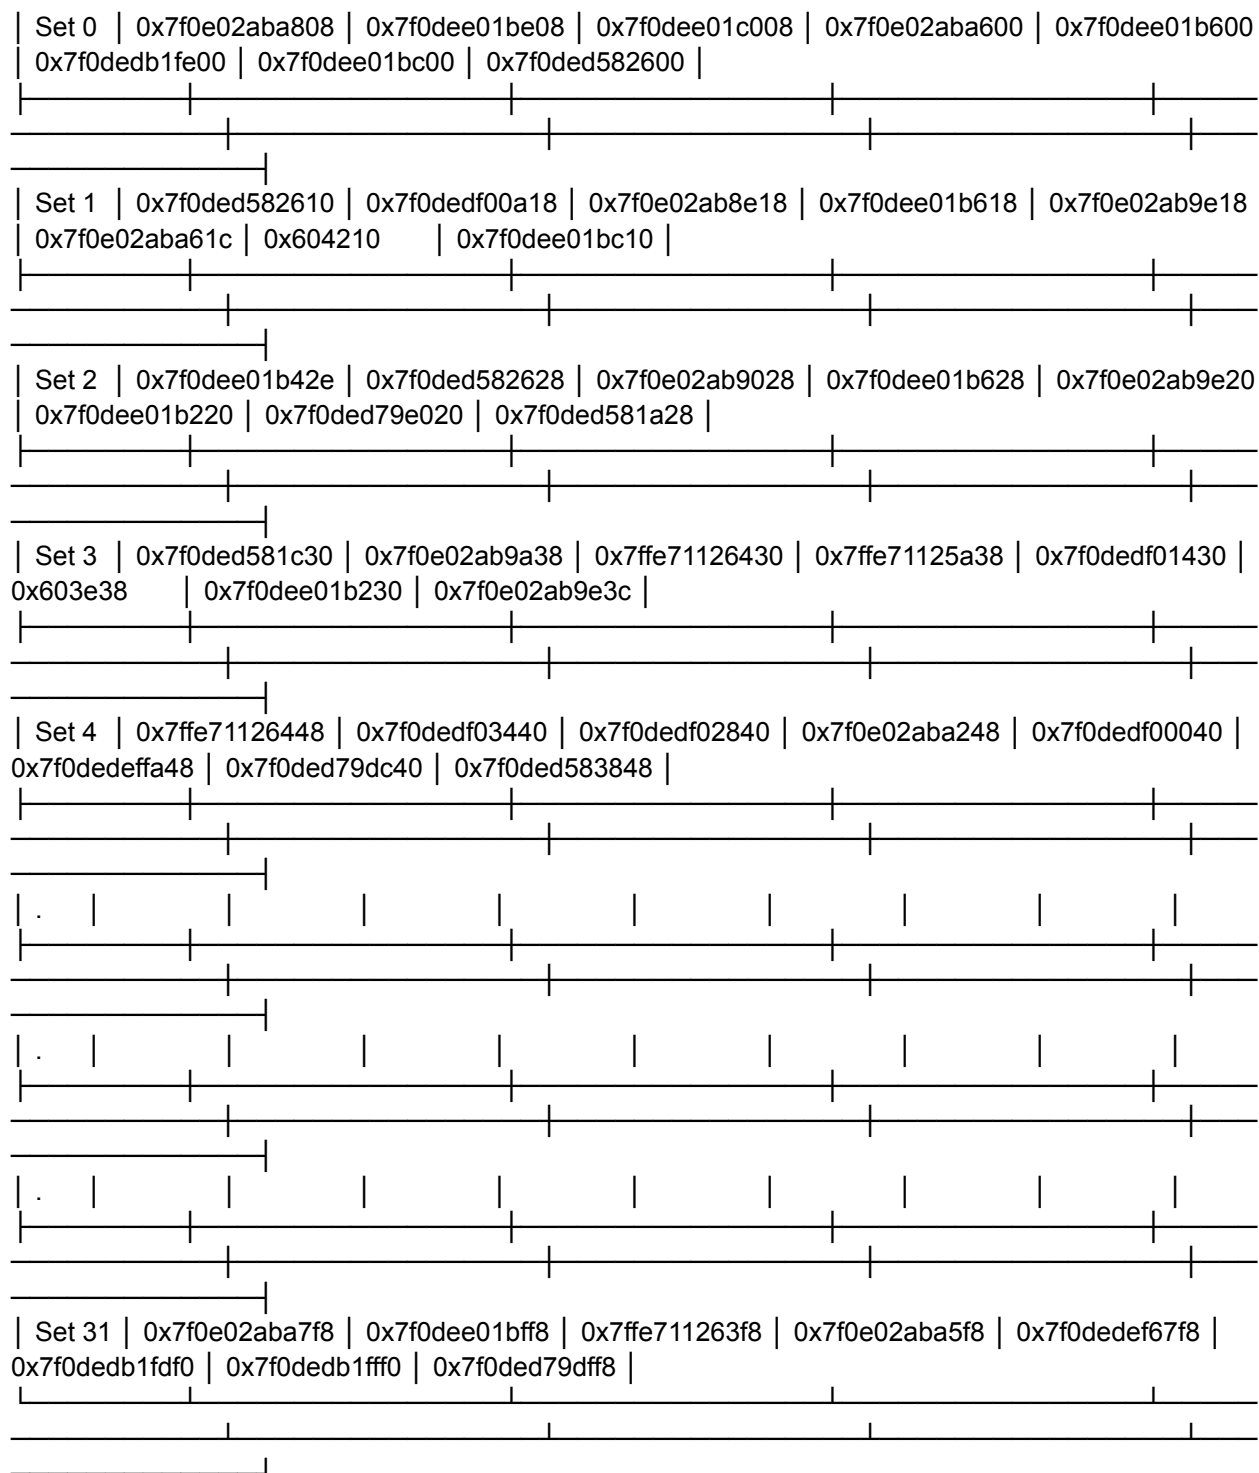 │ Set 0 │ 0x7f0e02aba808 │ 0x7f0dee01be08 │ 0x7f0dee01c008 │ 0x7f0e02aba600 │ 0x7f0dee01b600
│ 0x7f0dedb1fe00 │ 0x7f0dee01bc00 │ 0x7f0ded582600 │
│ Set 1 │ 0x7f0ded582610 │ 0x7f0dedf00a18 │ 0x7f0e02ab8e18 │ 0x7f0dee01b618 │ 0x7f0e02ab9e18
│ 0x7f0e02aba61c │ 0x604210 │ 0x7f0dee01bc10 │
│ Set 2 │ 0x7f0dee01b42e │ 0x7f0ded582628 │ 0x7f0e02ab9028 │ 0x7f0dee01b628 │ 0x7f0e02ab9e20
│ 0x7f0dee01b220 │ 0x7f0ded79e020 │ 0x7f0ded581a28 │
│ Set 3 │ 0x7f0ded581c30 │ 0x7f0e02ab9a38 │ 0x7ffe71126430 │ 0x7ffe71125a38 │ 0x7f0dedf01430 │
0x603e38 │ 0x7f0dee01b230 │ 0x7f0e02ab9e3c │
│ Set 4 │ 0x7ffe71126448 │ 0x7f0dedf03440 │ 0x7f0dedf02840 │ 0x7f0e02aba248 │ 0x7f0dedf00040 │
0x7f0dedeffa48 │ 0x7f0ded79dc40 │ 0x7f0ded583848 │
│ . │ │ │ │ │ │ │ │ │
│ . │ │ │ │ │ │ │ │ │
│ . │ │ │ │ │ │ │ │ │
│ Set 31 │ 0x7f0e02aba7f8 │ 0x7f0dee01bff8 │ 0x7ffe711263f8 │ 0x7f0e02aba5f8 │ 0x7f0dedef67f8 │
0x7f0dedb1fdf0 │ 0x7f0dedb1fff0 │ 0x7f0ded79dff8 │